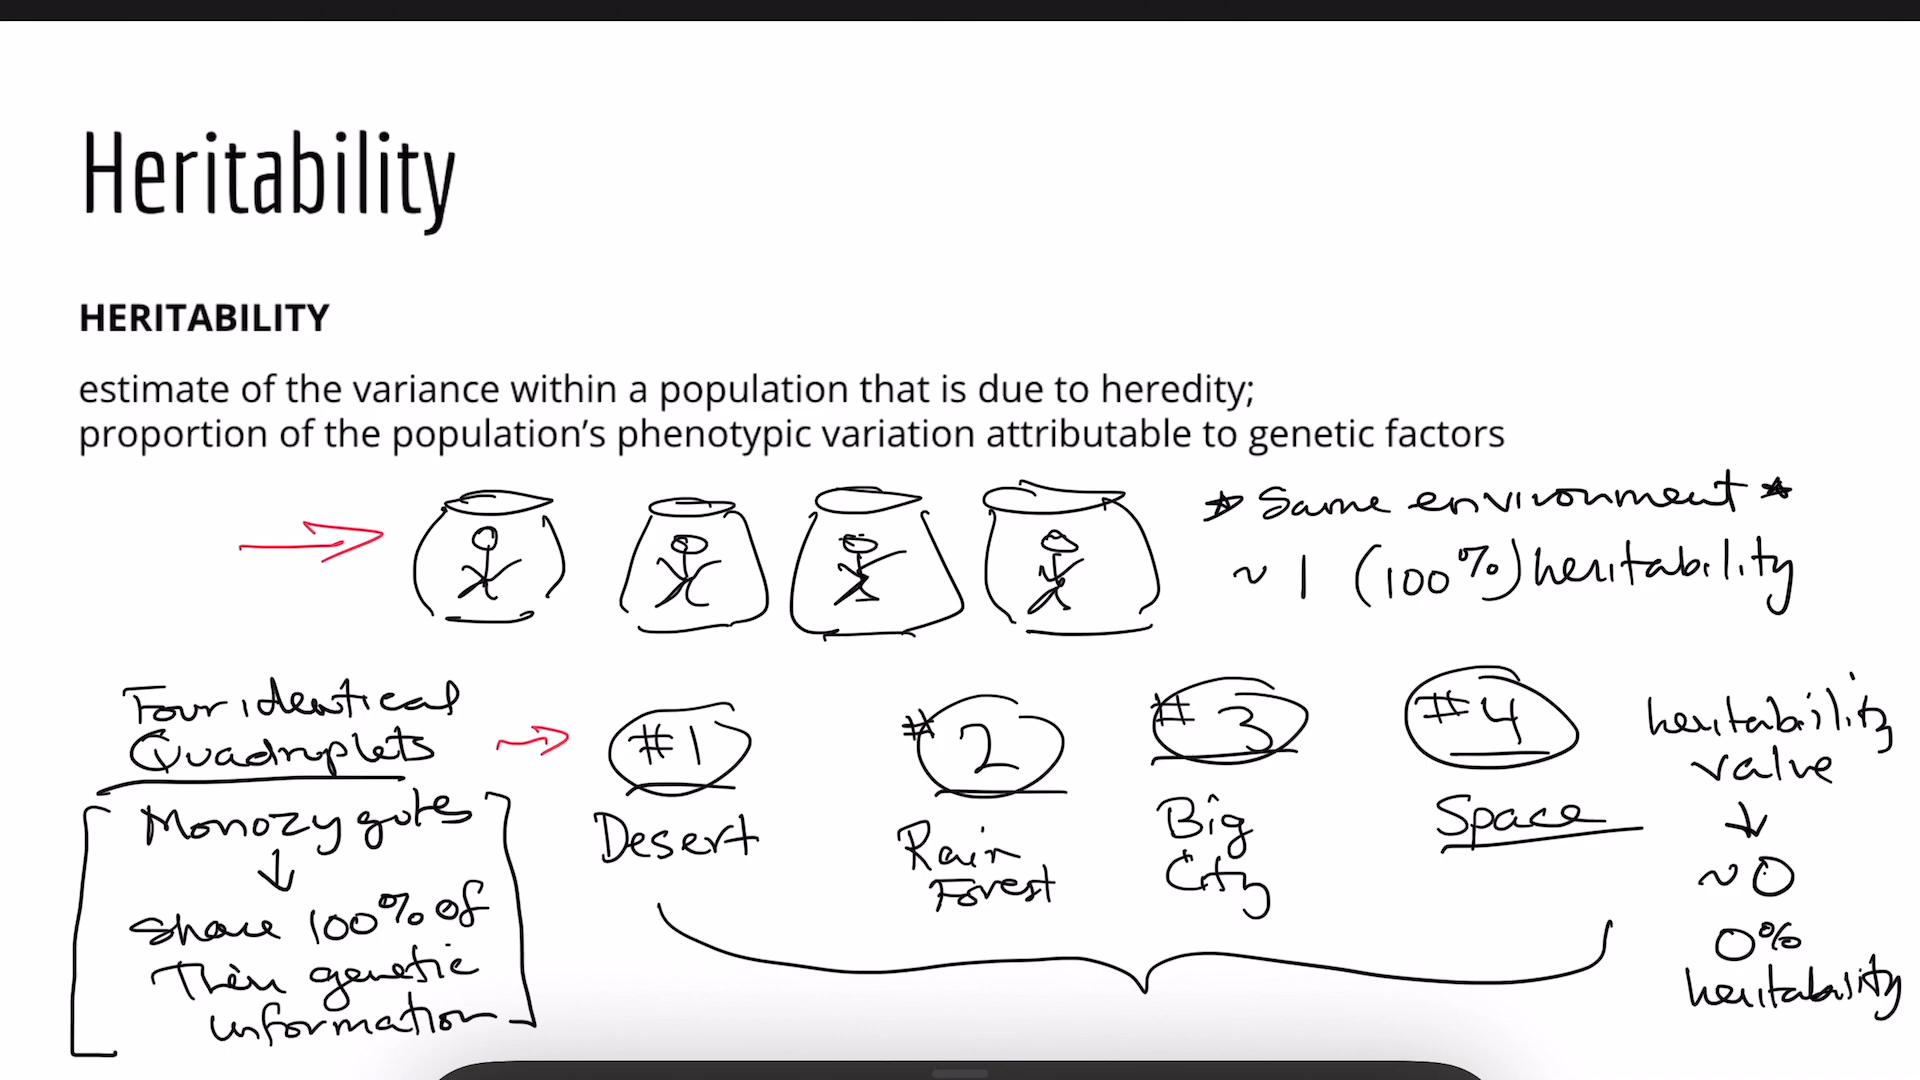 Heritability
HERITABILITY
estimate of the variance within a population that is due to heredity;
proportion of the population's phenotypic variation attributable to genetic factors
Same environment
~ 1 (100%) heritability
Four identical
Quadruplets
Monozygotes
↓
Share 100% of
Their genetic
information
#1
Desert
#2
Rain
Forest
#3
Big
City
#4
Space
heritability
value
↓
~0
0%
heritability